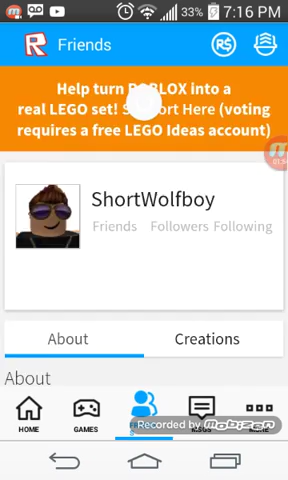 33% 7:16 PM
R Friends R$
Help turn ROBLOX into a
real LEGO set! Support Here (voting
requires a free LEGO Ideas account)
ShortWolfboy
Friends Followers Following
About Creations
About
HOME GAMES
Recorded by Mobizen